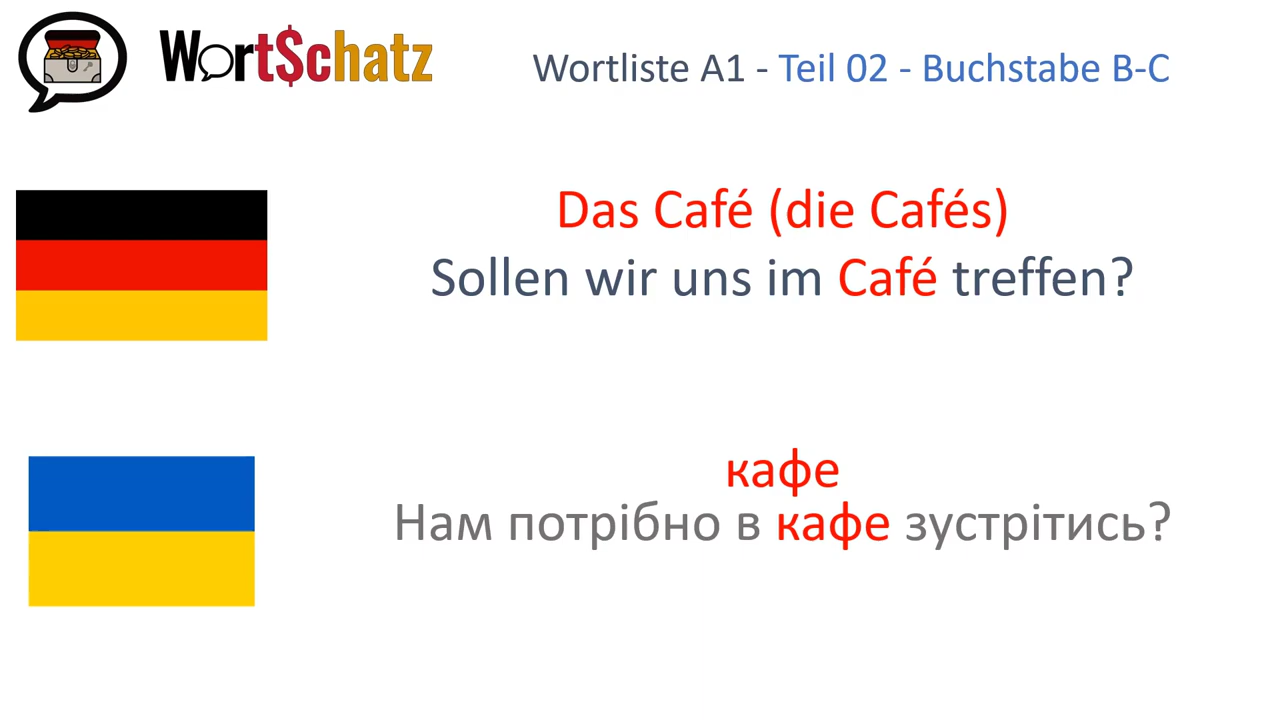 Wort$chatz
Wortliste A1 - Teil 02 - Buchstabe B-C
Das Café (die Cafés)
Sollen wir uns im Café treffen?
кафе
Нам потрібно в кафе зустрітись?